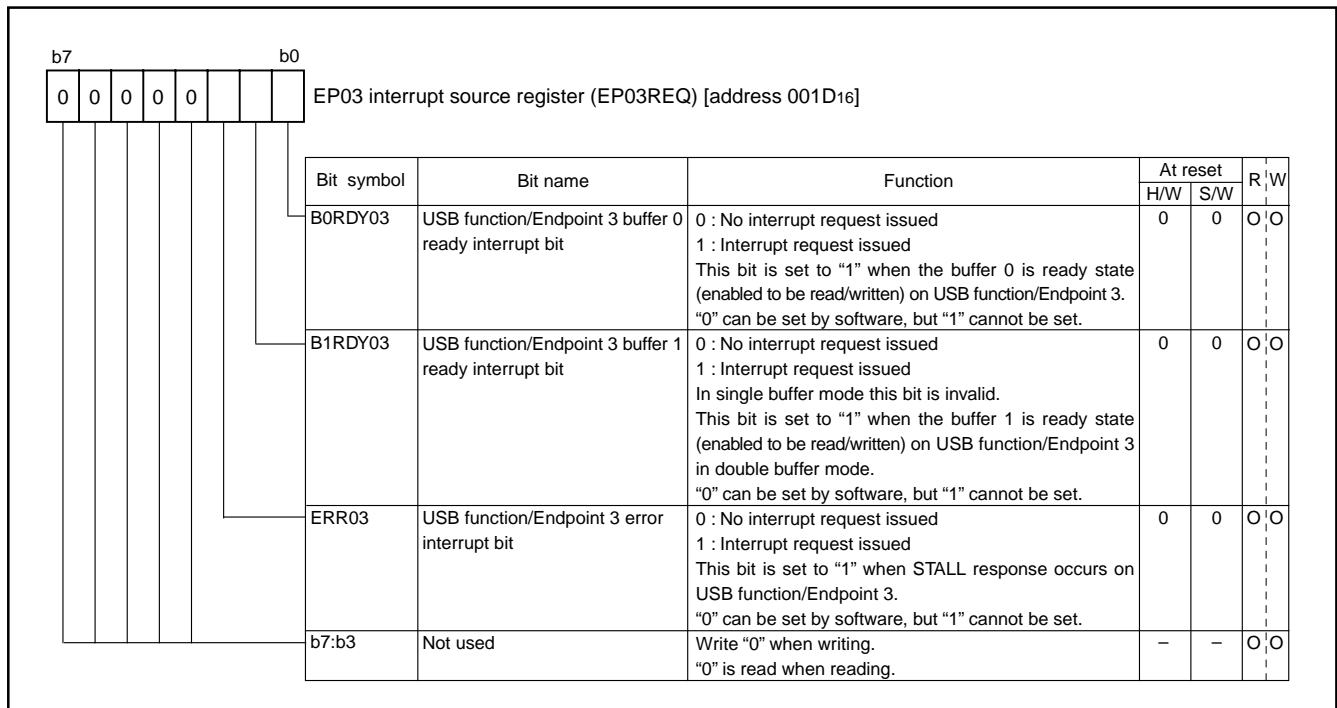 b7 b0
0 0 0 0 0 EP03 interrupt source register (EP03REQ) [address 001D16]
Bit symbol Bit name Function At reset R W
H/W S/W
B0RDY03 USB function/Endpoint 3 buffer 0 0 : No interrupt request issued 0 0 O O
ready interrupt bit 1 : Interrupt request issued
This bit is set to “1” when the buffer 0 is ready state
(enabled to be read/written) on USB function/Endpoint 3.
“0” can be set by software, but “1” cannot be set.
B1RDY03 USB function/Endpoint 3 buffer 1 0 : No interrupt request issued 0 0 O O
ready interrupt bit 1 : Interrupt request issued
In single buffer mode this bit is invalid.
This bit is set to “1” when the buffer 1 is ready state
(enabled to be read/written) on USB function/Endpoint 3
in double buffer mode.
“0” can be set by software, but “1” cannot be set.
ERR03 USB function/Endpoint 3 error 0 : No interrupt request issued 0 0 O O
interrupt bit 1 : Interrupt request issued
This bit is set to “1” when STALL response occurs on
USB function/Endpoint 3.
“0” can be set by software, but “1” cannot be set.
b7:b3 Not used Write “0” when writing. – – O O
“0” is read when reading.